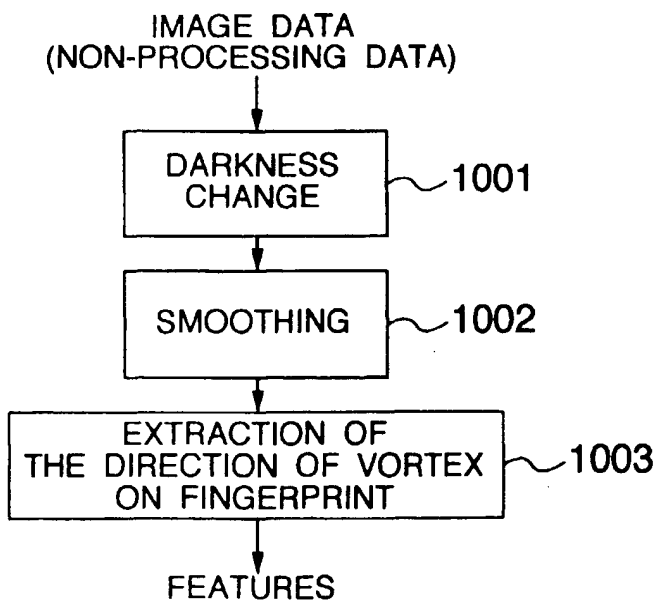 IMAGE DATA
(NON-PROCESSING DATA)
DARKNESS
CHANGE
1001
SMOOTHING
1002
EXTRACTION OF
THE DIRECTION OF VORTEX
ON FINGERPRINT
1003
FEATURES